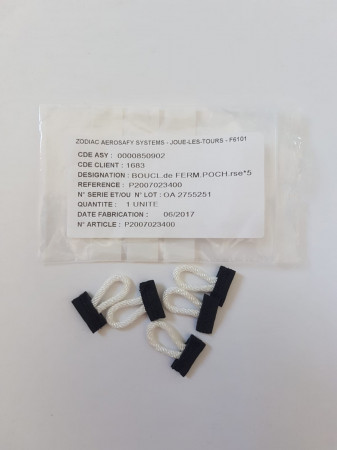 ZODIAC AEROSAFY SYSTEMS - JOUE-LES-TOURS - F6101
CDE ASY : 0000850902
CDE CLIENT : 1683
DESIGNATION : BOUCL.de FERM.POCH.rse*5
REFERENCE : P2007023400
N° SERIE ET/OU N° LOT : OA 2755251
QUANTITE : 1 UNITE
DATE FABRICATION : 06/2017
N° ARTICLE : P2007023400